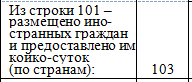 Из строки 101 –
размещено ино-
странных граждан
и предоставлено им
койко-суток
(по странам):
103